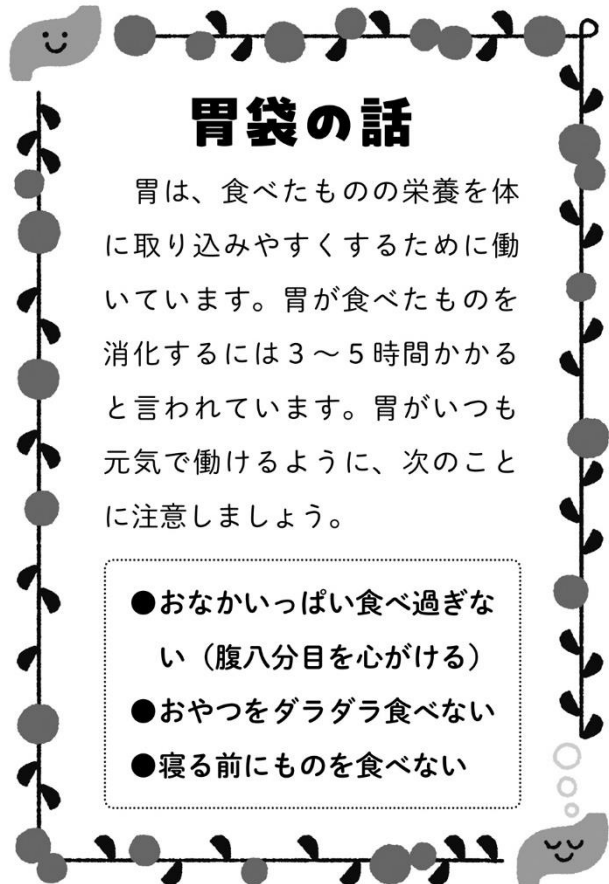 胃袋の話
　胃は、食べたものの栄養を体
に取り込みやすくするために働
いています。胃が食べたものを
消化するには３～５時間かかる
と言われています。胃がいつも
元気で働けるように、次のこと
に注意しましょう。
●おなかいっぱい食べ過ぎな
い（腹八分目を心がける）
●おやつをダラダラ食べない
●寝る前にものを食べない